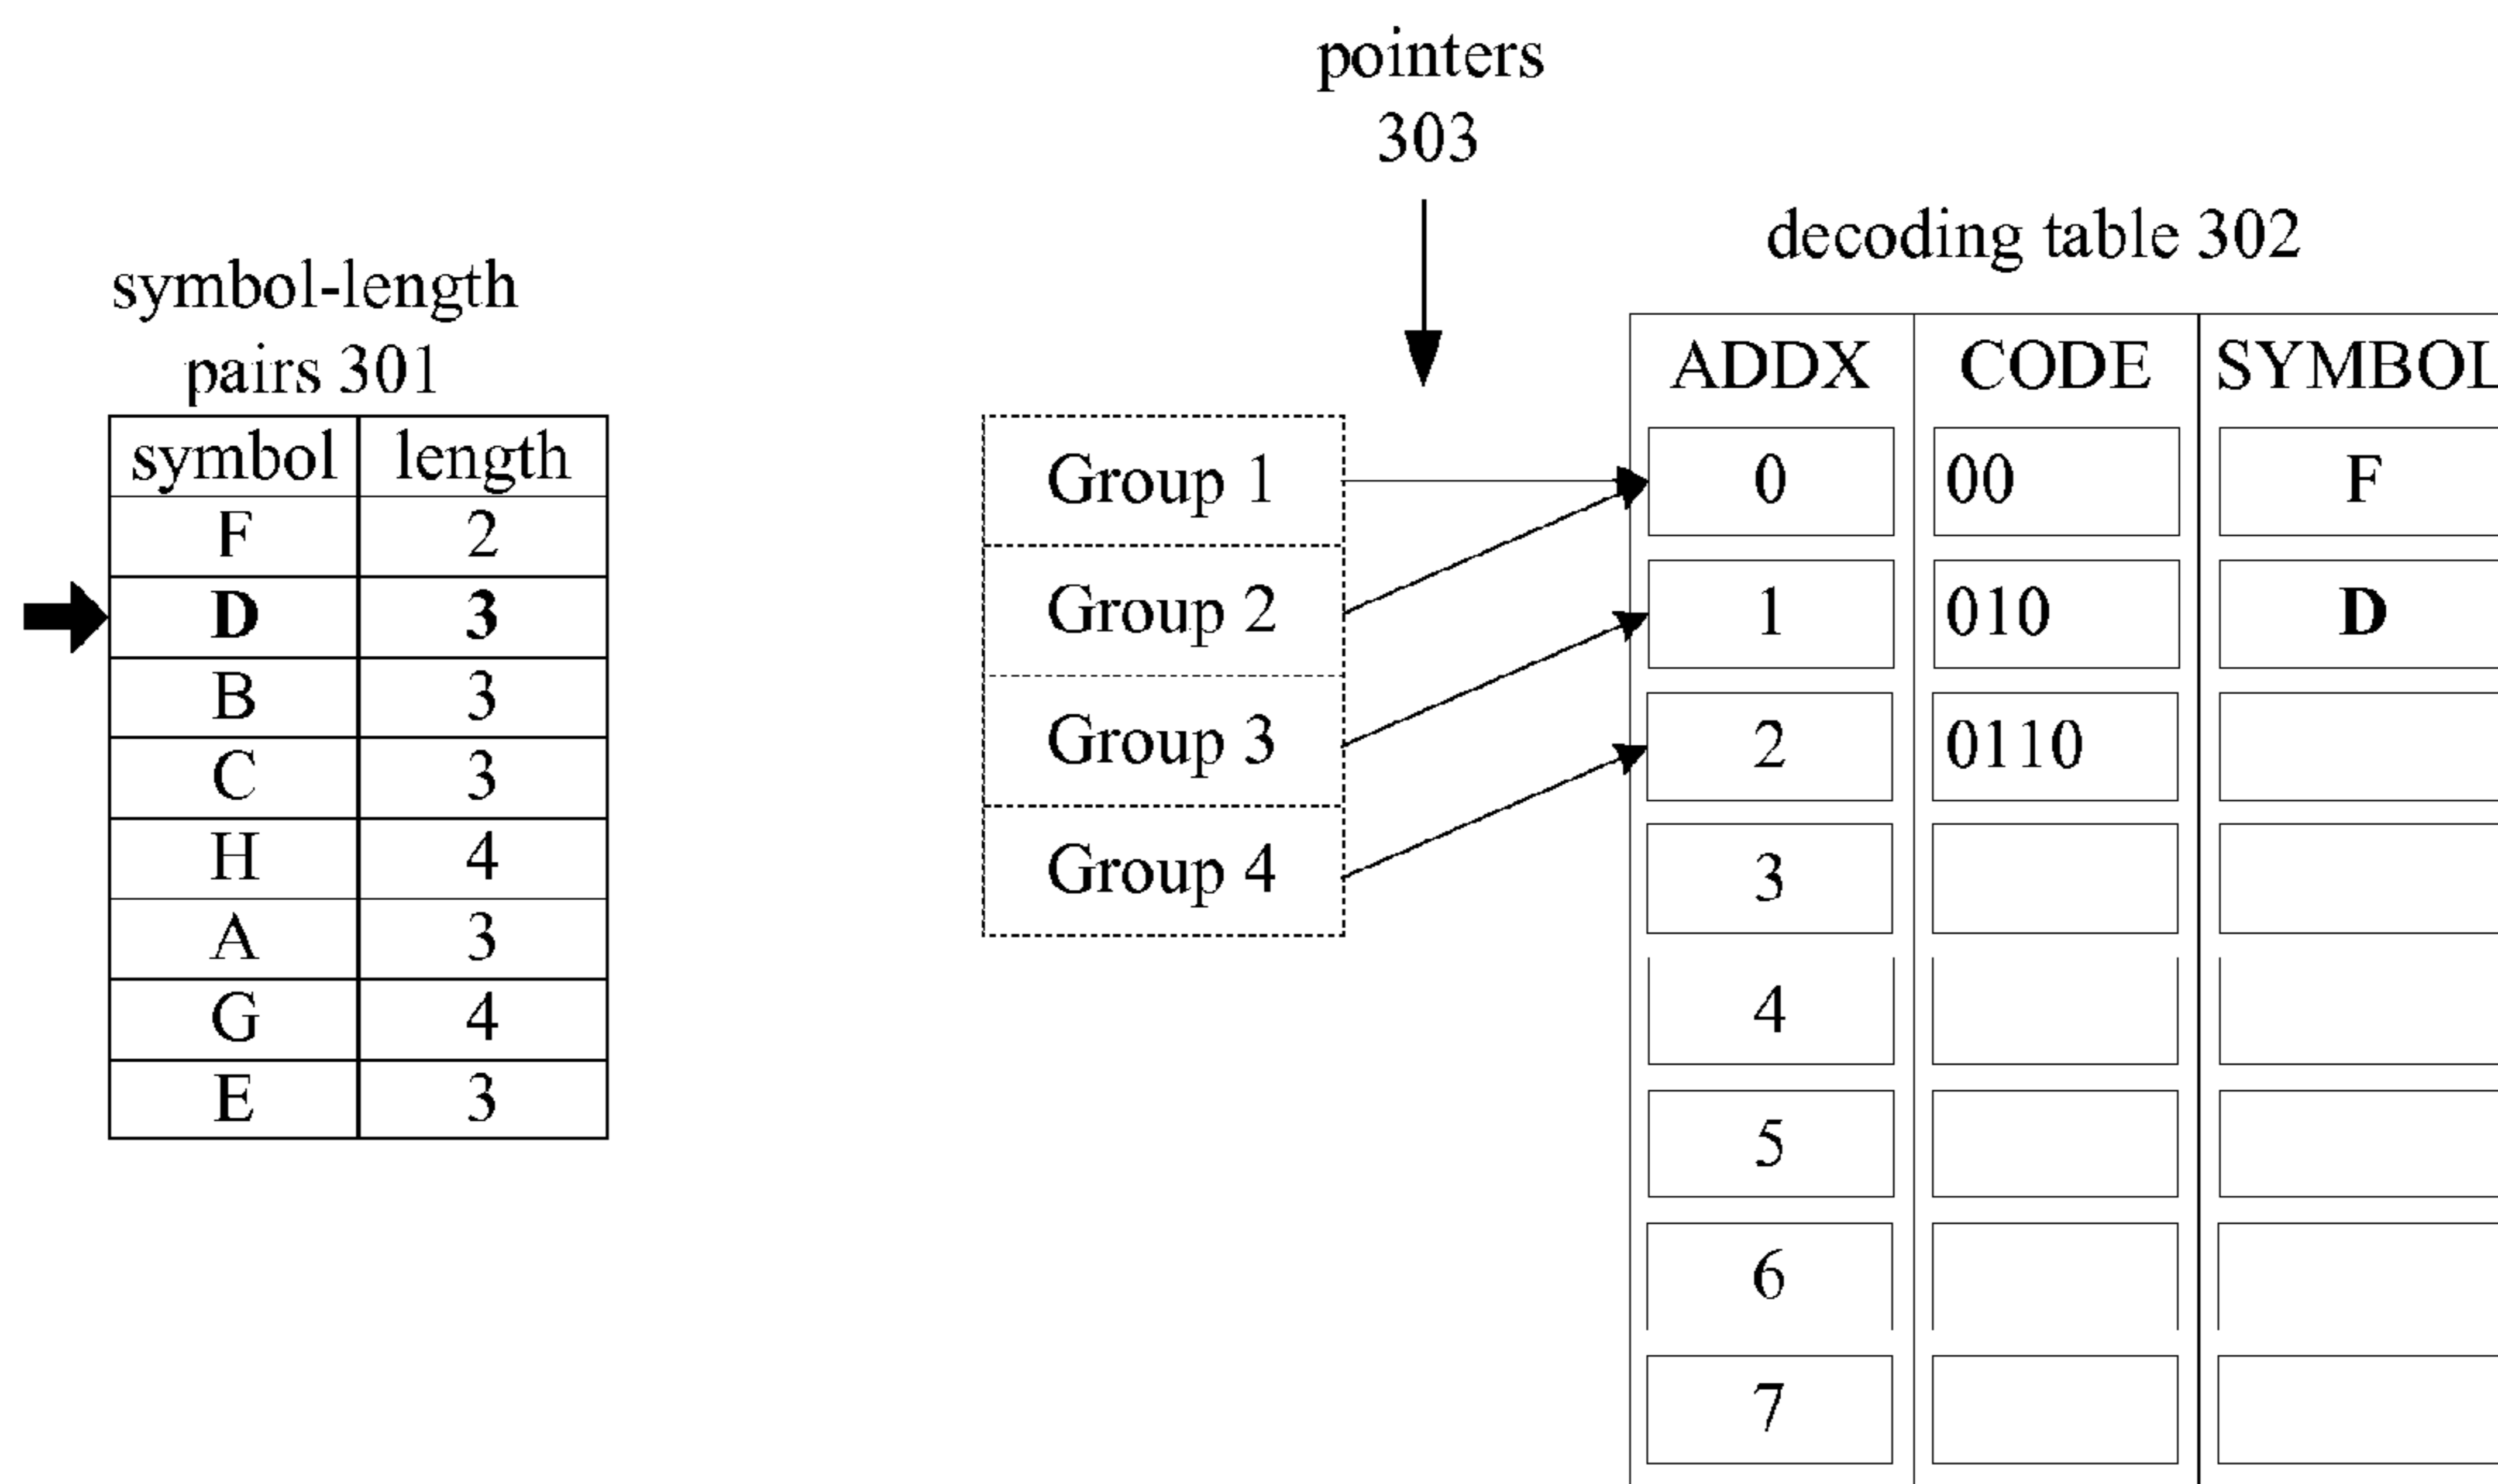 pointers
303
symbol-length
pairs 301
symbol length
F 2
D 3
B 3
C 3
H 4
A 3
G 4
E 3
Group 1
Group 2
Group 3
Group 4
decoding table 302
ADDX CODE SYMBOL
0 00 F
1 010 D
2 0110
3
4
5
6
7